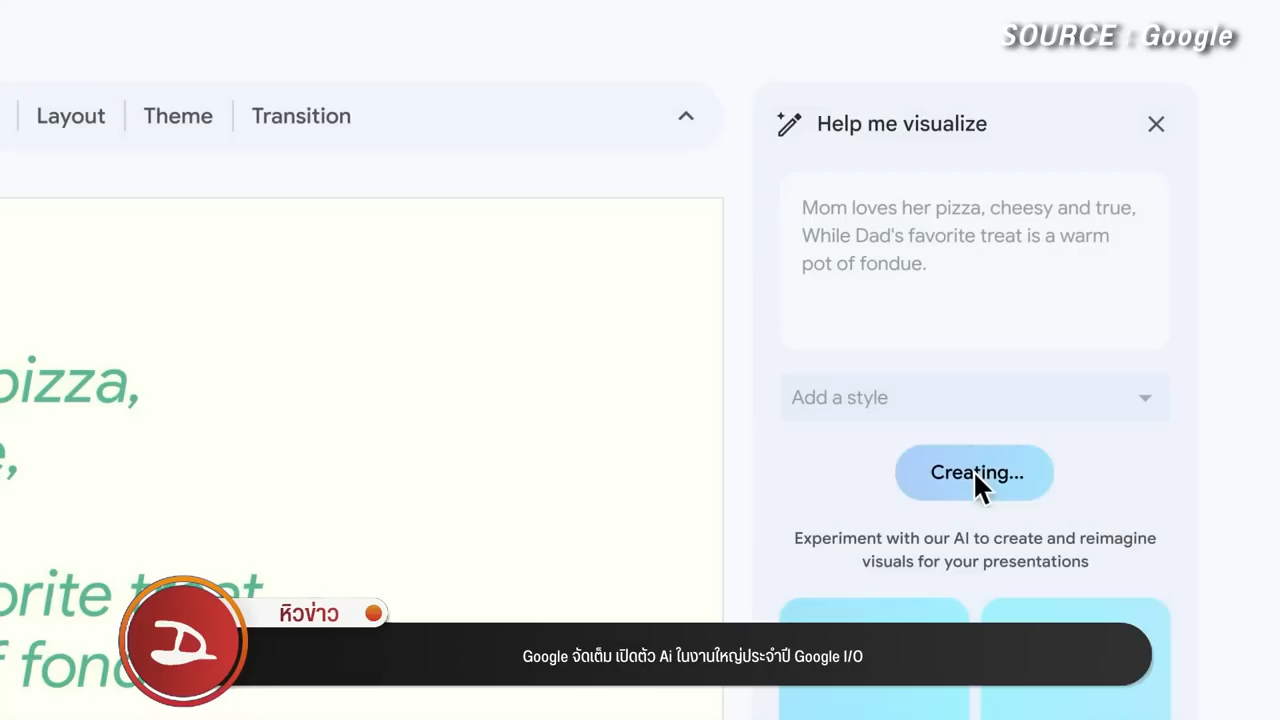 SOURCE : Google
Layout
Theme
Transition
Help me visualize
Mom loves her pizza, cheesy and true,
While Dad's favorite treat is a warm
pot of fondue.
pizza,
Add a style
Creating...
Experiment with our AI to create and reimagine
visuals for your presentations
หิวข่าว
Google จัดเต็ม เปิดตัว Ai ในงานใหญ่ประจำปี Google I/O